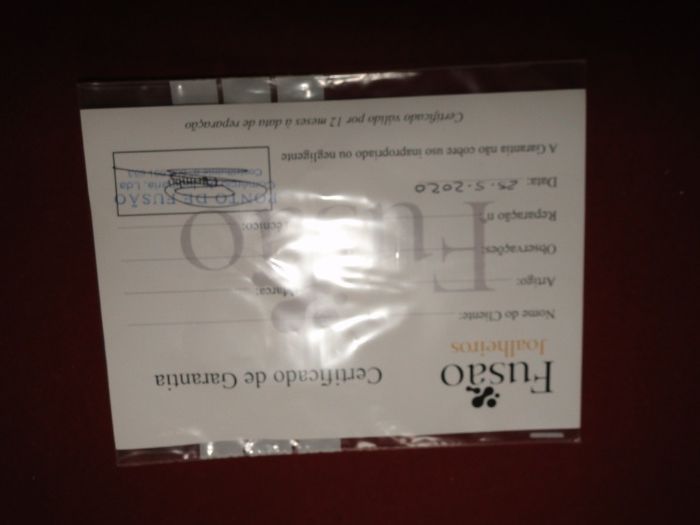 Fusão
Joalheiros
Certificado de Garantia
Nome do Cliente:
Artigo:
Marca:
Observações:
Reparação nº:
Técnico:
Data: 25.5.2020
PONTO DE FUSÃO
A Garantia não cobre uso inapropriado ou negligente
Certificado válido por 12 meses à data de reparação
Fusão